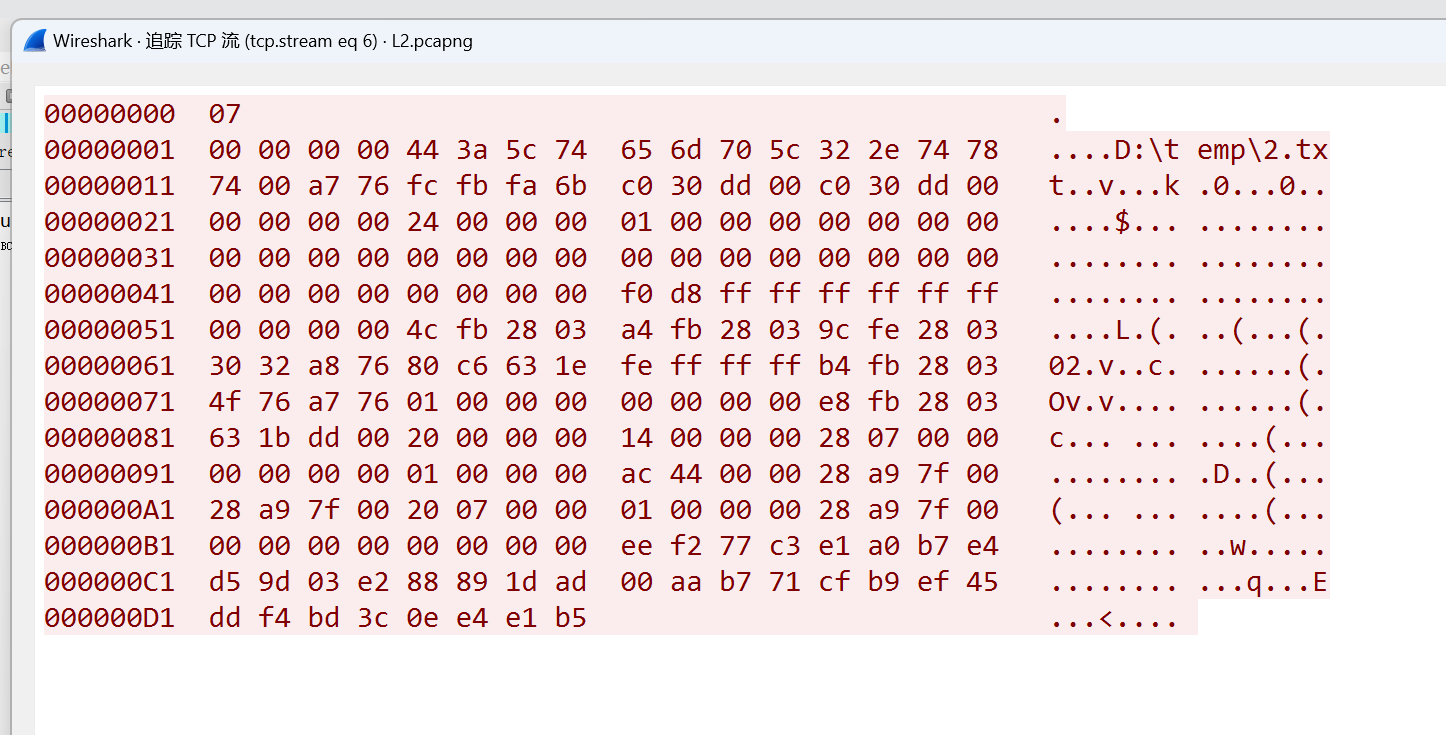 Wireshark · 追踪 TCP 流 (tcp.stream eq 6) · L2.pcapng
00000000  07                                                 .
00000001  00 00 00 00 44 3a 5c 74  65 6d 70 5c 32 2e 74 78   ....D:\t emp\2.tx
00000011  74 00 a7 76 fc fb fa 6b  c0 30 dd 00 c0 30 dd 00   t..v...k .0...0..
00000021  00 00 00 00 24 00 00 00  01 00 00 00 00 00 00 00   ....$... ........
00000031  00 00 00 00 00 00 00 00  00 00 00 00 00 00 00 00   ........ ........
00000041  00 00 00 00 00 00 00 00  f0 d8 ff ff ff ff ff ff   ........ ........
00000051  00 00 00 00 4c fb 28 03  a4 fb 28 03 9c fe 28 03   ....L.(. ..(...(.
00000061  30 32 a8 76 80 c6 63 1e  fe ff ff ff b4 fb 28 03   02.v..c. ......(.
00000071  4f 76 a7 76 01 00 00 00  00 00 00 00 e8 fb 28 03   Ov.v.... ......(.
00000081  63 1b dd 00 20 00 00 00  14 00 00 00 28 07 00 00   c... ... ....(...
00000091  00 00 00 00 01 00 00 00  ac 44 00 00 28 a9 7f 00   ........ .D..(...
000000A1  28 a9 7f 00 20 07 00 00  01 00 00 00 28 a9 7f 00   (... ... ....(...
000000B1  00 00 00 00 00 00 00 00  ee f2 77 c3 e1 a0 b7 e4   ........ ..w.....
000000C1  d5 9d 03 e2 88 89 1d ad  00 aa b7 71 cf b9 ef 45   ........ ...q...E
000000D1  dd f4 bd 3c 0e e4 e1 b5                            ...<....